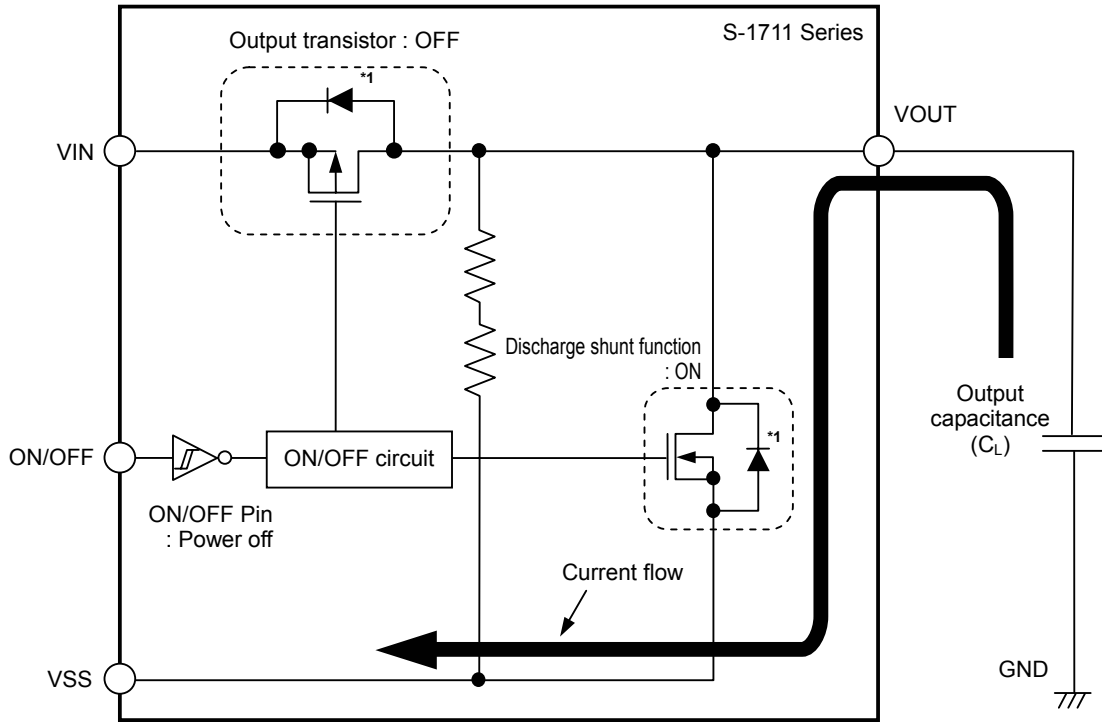 S-1711 Series
Output transistor : OFF
*1
VOUT
VIN
Discharge shunt function
: ON
*1
Output
capacitance
(CL)
ON/OFF
ON/OFF circuit
ON/OFF Pin
: Power off
Current flow
VSS
GND